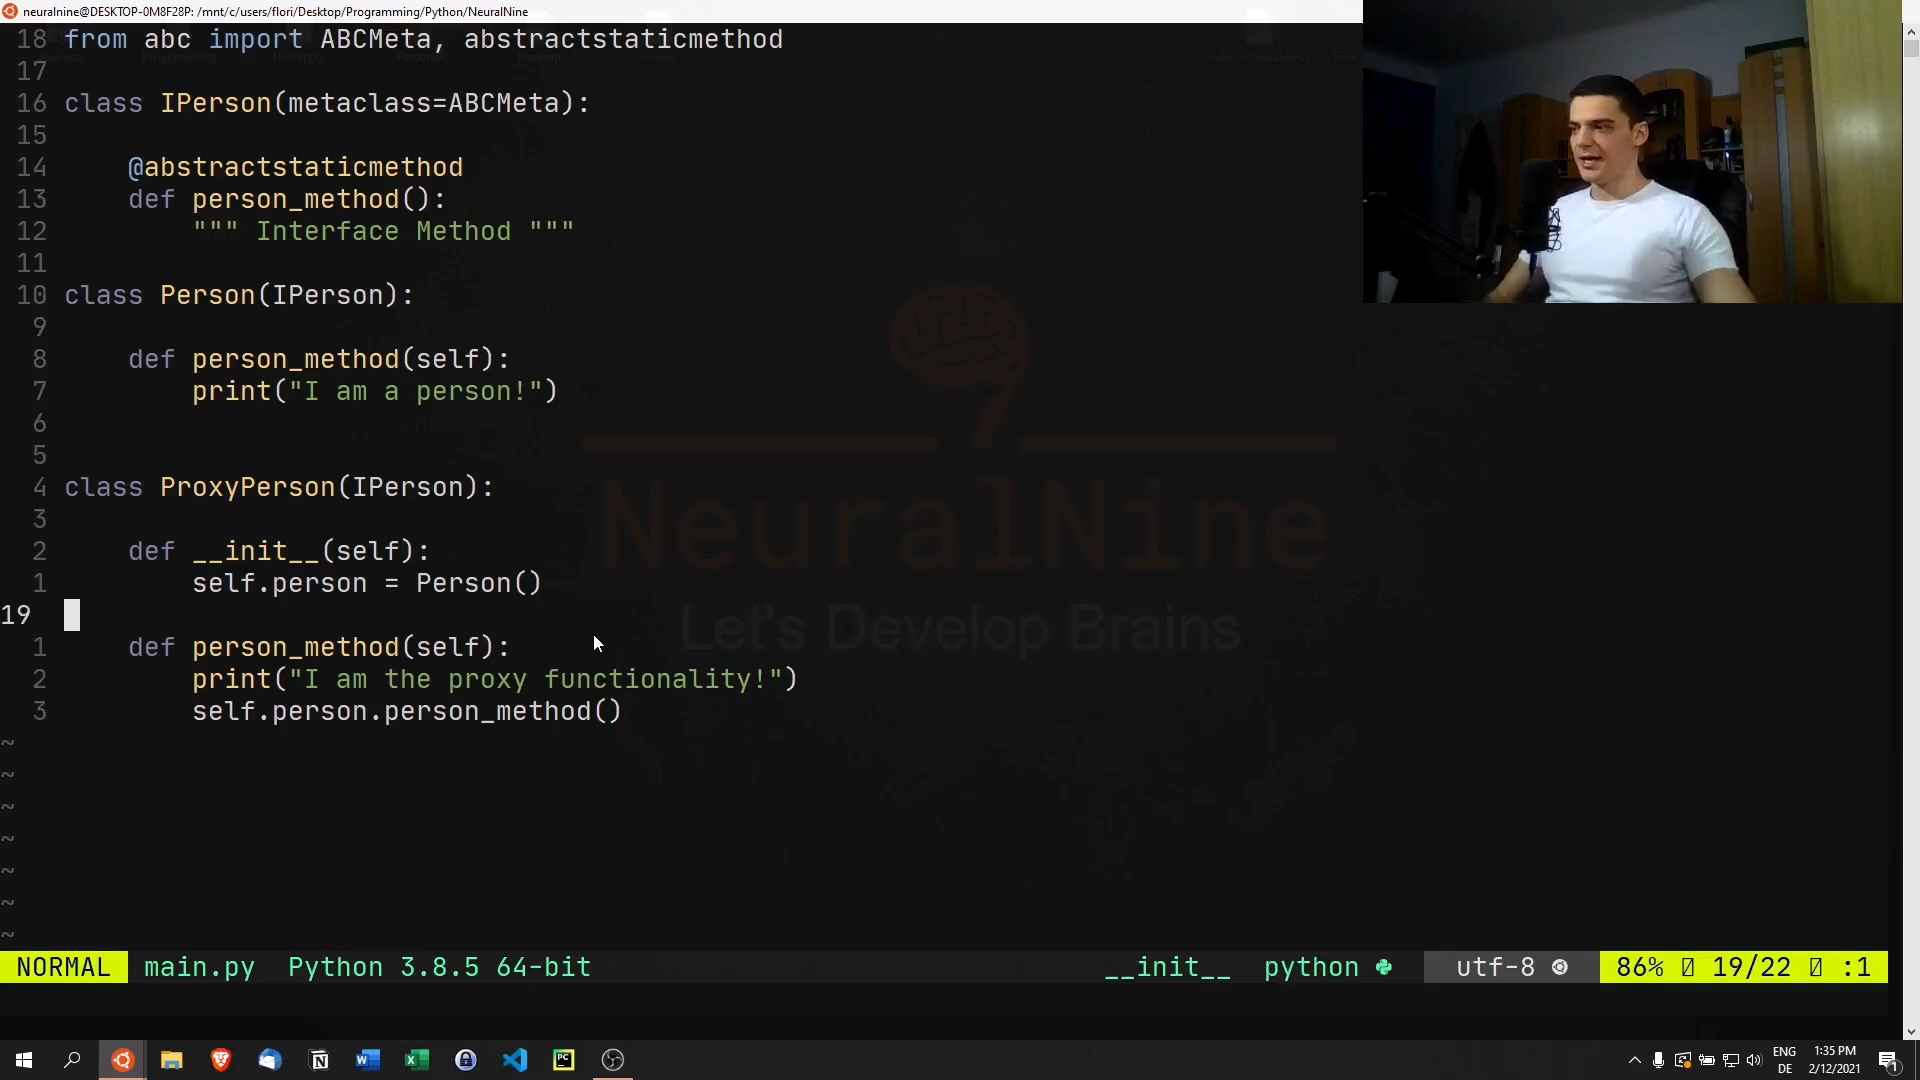 neuralnine@DESKTOP-0M8F28P: /mnt/c/users/flori/Desktop/Programming/Python/NeuralNine
18 from abc import ABCMeta, abstractstaticmethod
17
16 class IPerson(metaclass=ABCMeta):
15
14     @abstractstaticmethod
13     def person_method():
12         """ Interface Method """
11
10 class Person(IPerson):
9
8     def person_method(self):
7         print("I am a person!")
6
5
4 class ProxyPerson(IPerson):
3
2     def __init__(self):
1         self.person = Person()
19
1     def person_method(self):
2         print("I am the proxy functionality!")
3         self.person.person_method()
~
~
~
~
~
~
~
NeuralNine
Let's Develop Brains
NORMAL main.py Python 3.8.5 64-bit __init__ python utf-8 86% 19/22 :1
ENG 1:35 PM
DE 2/12/2021 1